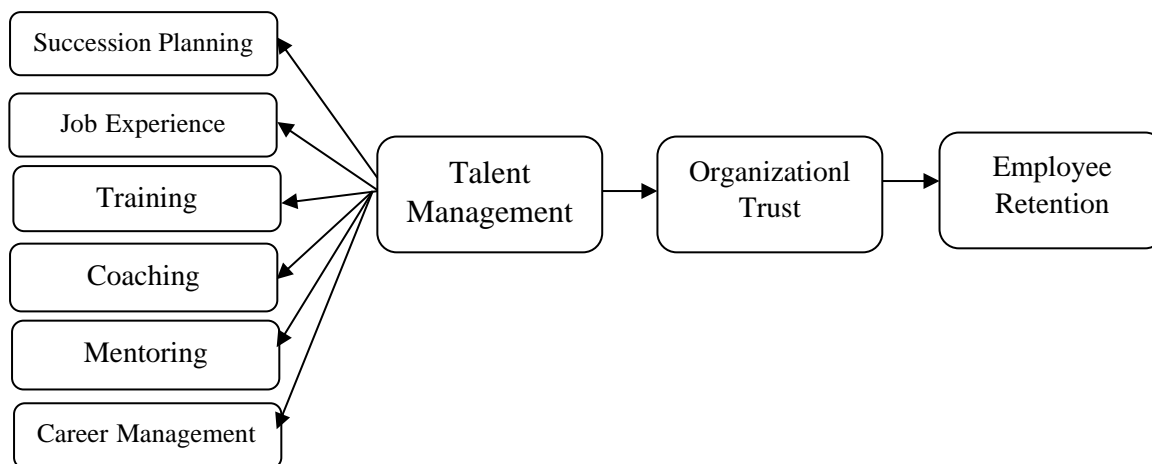 Succession Planning
Job Experience
Training
Coaching
Mentoring
Career Management
Talent
Management
Organizationl
Trust
Employee
Retention